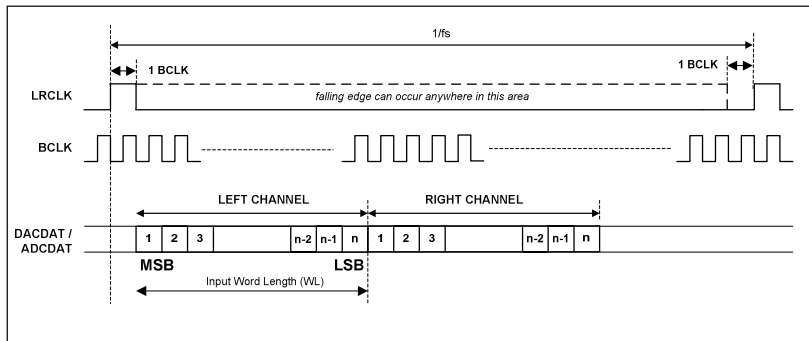 1/fs
1 BCLK
1 BCLK
LRCLK
falling edge can occur anywhere in this area
BCLK
LEFT CHANNEL
RIGHT CHANNEL
DACDAT /
ADCDAT
1 2 3 n-2 n-1 n 1 2 3 n-2 n-1 n
MSB LSB
Input Word Length (WL)